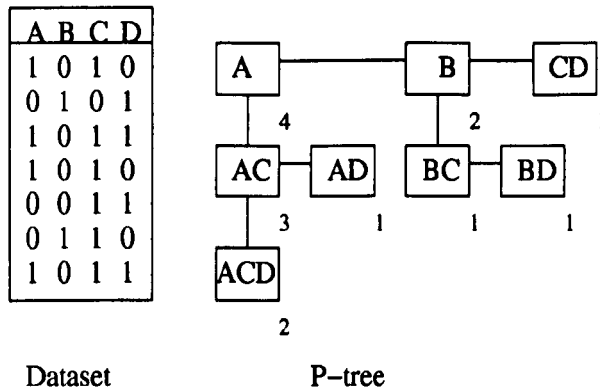 A B C D
1 0 1 0
0 1 0 1
1 0 1 1
1 0 1 0
0 0 1 1
0 1 1 0
1 0 1 1
A B CD
4 2 1
AC AD BC BD
3 1 1 1
ACD
2
Dataset P-tree